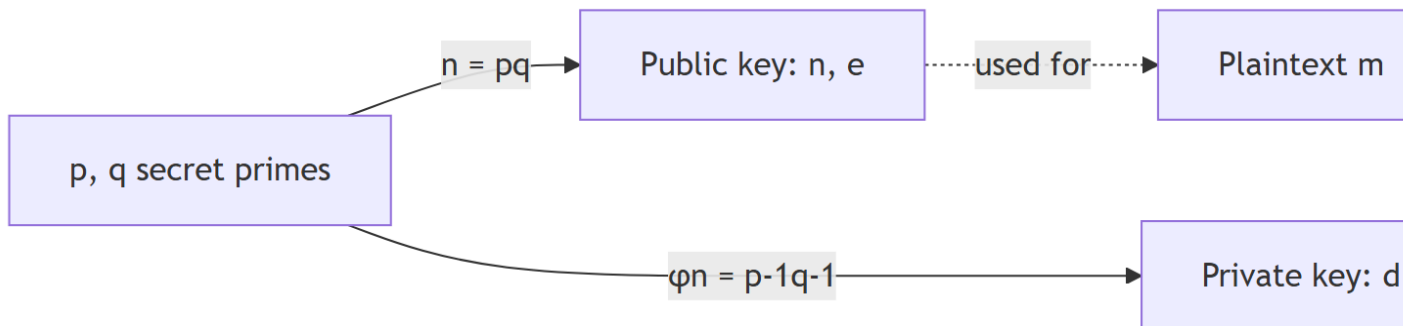 n = pq
Public key: n, e
used for
Plaintext m
p, q secret primes
φn = p-1q-1
Private key: d